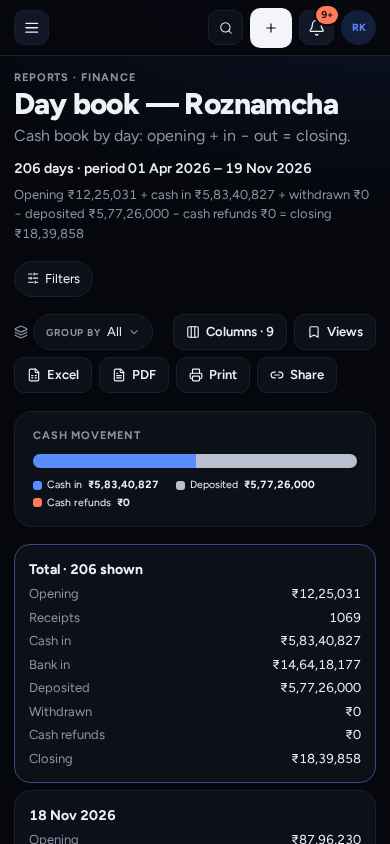 9+
RK
REPORTS · FINANCE
Day book — Roznamcha
Cash book by day: opening + in − out = closing.
206 days · period 01 Apr 2026 – 19 Nov 2026
Opening ₹12,25,031 + cash in ₹5,83,40,827 + withdrawn ₹0
− deposited ₹5,77,26,000 − cash refunds ₹0 = closing
₹18,39,858
Filters
GROUP BY All
Columns · 9
Views
Excel
PDF
Print
Share
CASH MOVEMENT
Cash in ₹5,83,40,827 Deposited ₹5,77,26,000
Cash refunds ₹0
Total · 206 shown
Opening ₹12,25,031
Receipts 1069
Cash in ₹5,83,40,827
Bank in ₹14,64,18,177
Deposited ₹5,77,26,000
Withdrawn ₹0
Cash refunds ₹0
Closing ₹18,39,858
18 Nov 2026
Opening ₹87,96,230